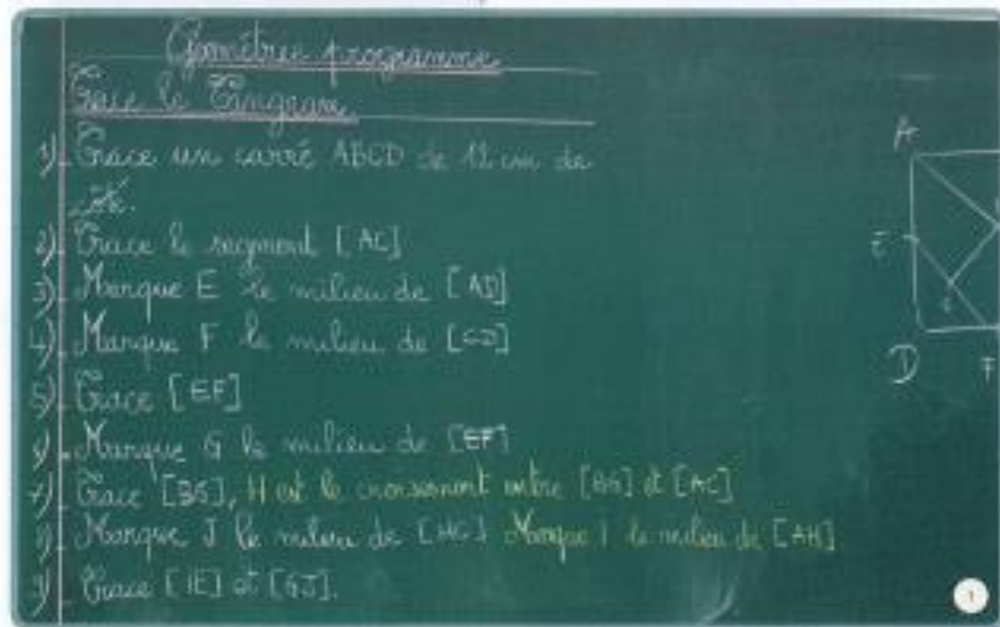 Géométrie programme
Trace le Tangram
1) Trace un carré ABCD de 12 cm de
côté.
2) Trace le segment [AC]
3) Marque E le milieu de [AD]
4) Marque F le milieu de [CD]
5) Trace [EF]
6) Marque G le milieu de [EF]
7) Trace [BG], H est le croisement entre [BG] et [AC]
8) Marque J le milieu de [HC] Marque I le milieu de [AH]
9) Trace [IE] et [GJ].
A
E
G
D F
1